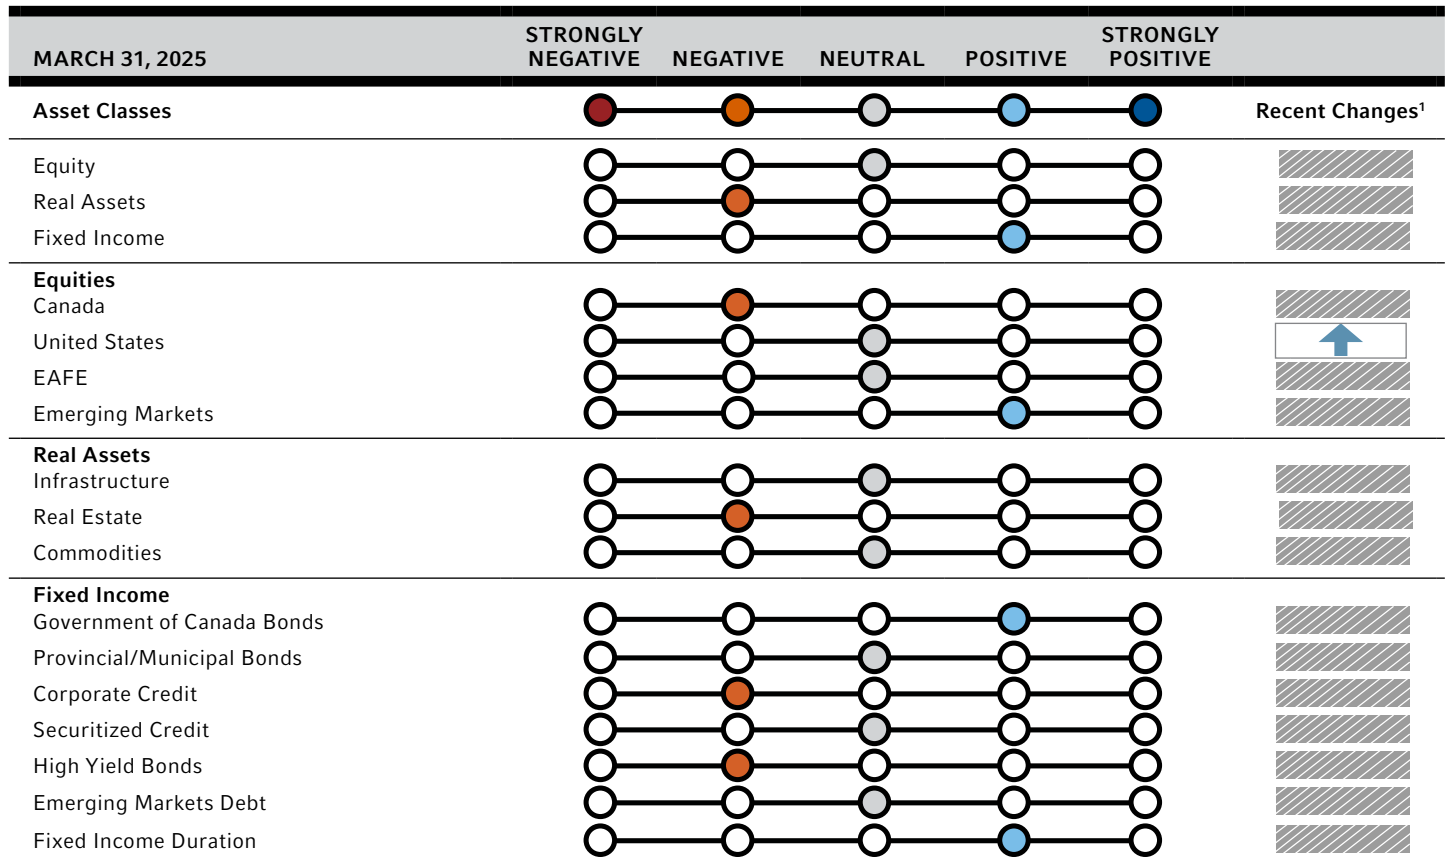 MARCH 31, 2025 STRONGLY NEGATIVE NEGATIVE NEUTRAL POSITIVE STRONGLY POSITIVE
Asset Classes Recent Changes¹
Equity
Real Assets
Fixed Income
Equities
Canada
United States
EAFE
Emerging Markets
Real Assets
Infrastructure
Real Estate
Commodities
Fixed Income
Government of Canada Bonds
Provincial/Municipal Bonds
Corporate Credit
Securitized Credit
High Yield Bonds
Emerging Markets Debt
Fixed Income Duration